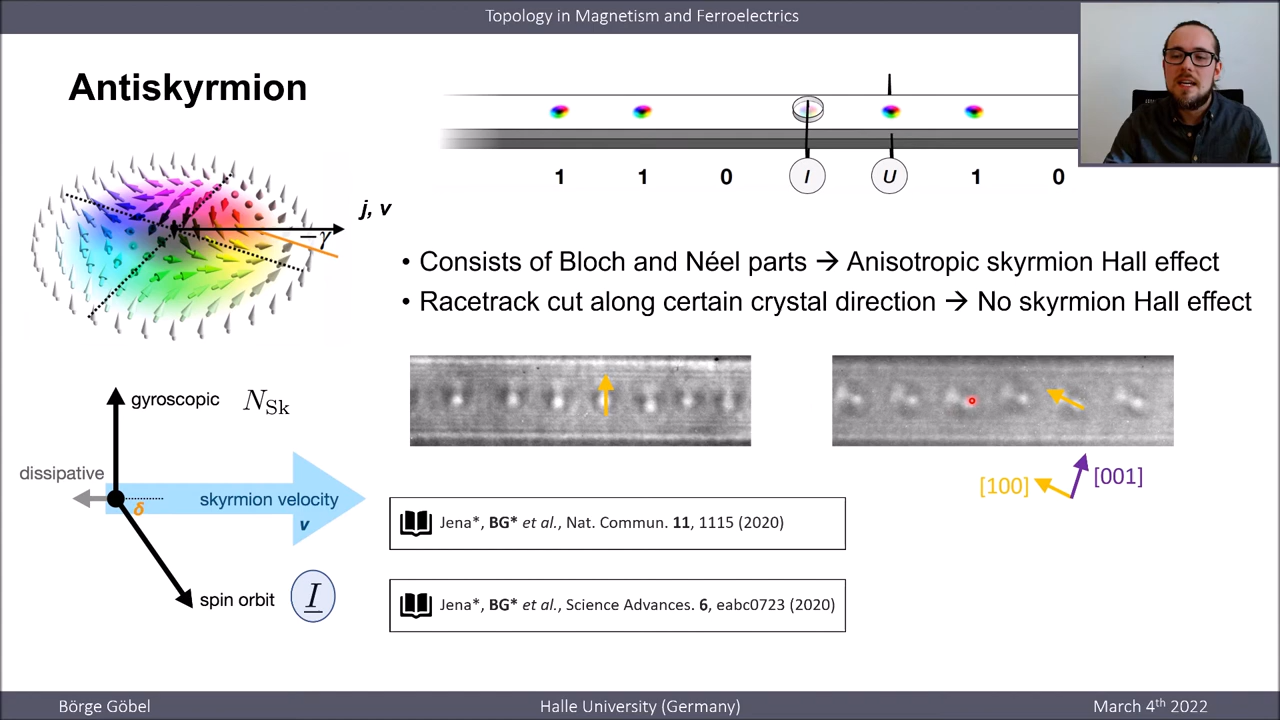 Topology in Magnetism and Ferroelectrics
Antiskyrmion
I U
1 1 0 1 0
j, v
−γ
• Consists of Bloch and Néel parts → Anisotropic skyrmion Hall effect
• Racetrack cut along certain crystal direction → No skyrmion Hall effect
gyroscopic N_Sk
dissipative
skyrmion velocity
δ
v
spin orbit I
[100] [001]
Jena*, BG* et al., Nat. Commun. 11, 1115 (2020)
Jena*, BG* et al., Science Advances. 6, eabc0723 (2020)
Börge Göbel
Halle University (Germany)
March 4th 2022